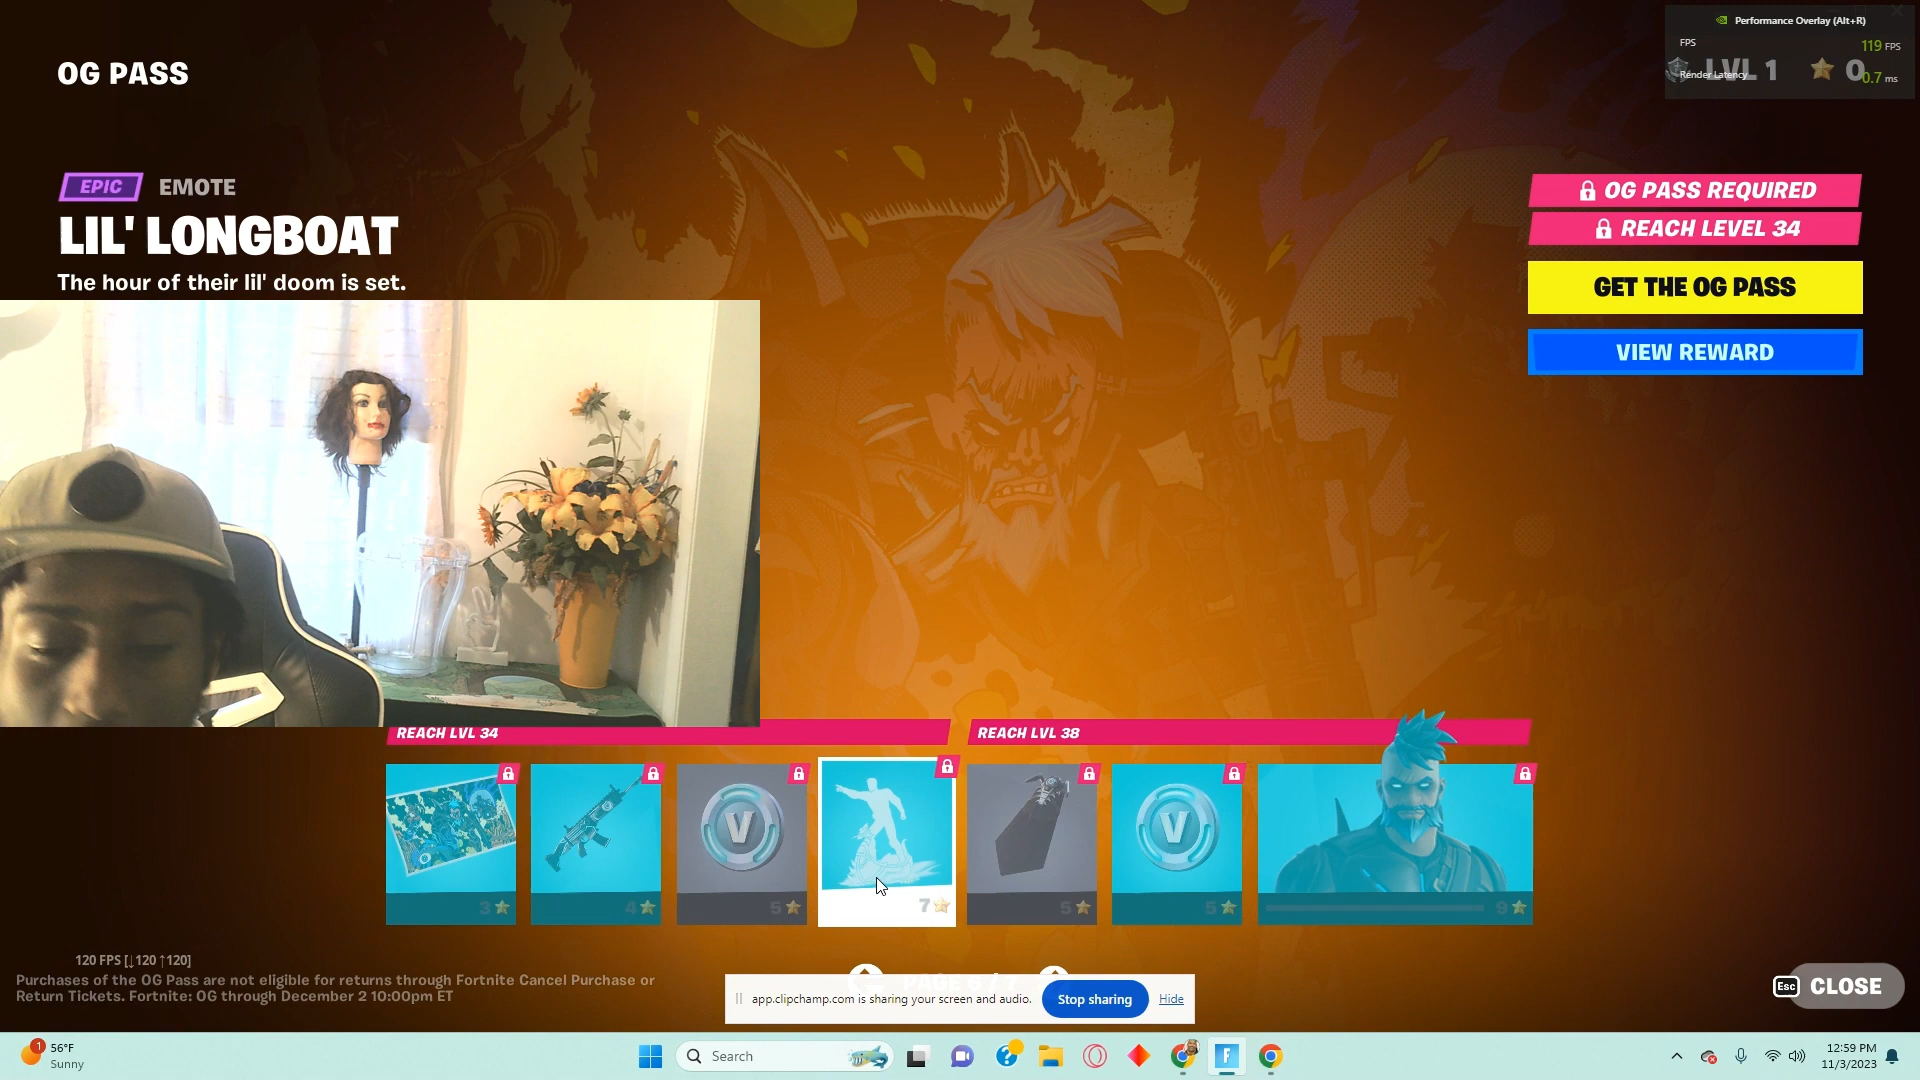 OG PASS
Performance Overlay (Alt+R)
FPS
119 FPS
LVL 1
0
Render Latency
0.7 ms
EPIC
EMOTE
LIL' LONGBOAT
The hour of their lil' doom is set.
OG PASS REQUIRED
REACH LEVEL 34
GET THE OG PASS
VIEW REWARD
REACH LVL 34
REACH LVL 38
V
V
3
4
5
7
5
5
9
120 FPS [↓120 ↑120]
Purchases of the OG Pass are not eligible for returns through Fortnite Cancel Purchase or
Return Tickets. Fortnite: OG through December 2 10:00pm ET
PAGE 6 / 7
app.clipchamp.com is sharing your screen and audio.
Stop sharing
Hide
Esc
CLOSE
1
56°F
Sunny
Search
F
12:59 PM
11/3/2023